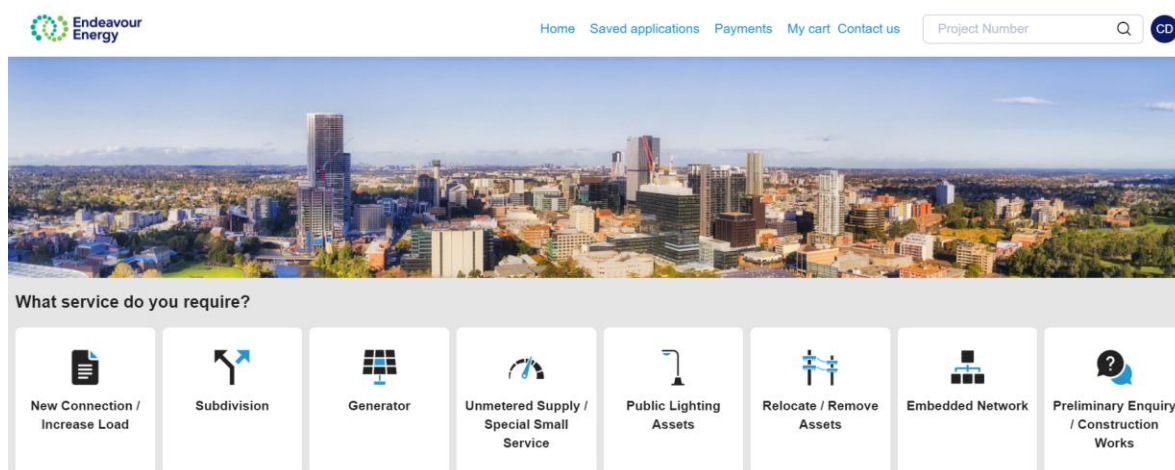 Endeavour
Energy
Home Saved applications Payments My cart Contact us Project Number CD
What service do you require?
New Connection /
Increase Load
Subdivision
Generator
Unmetered Supply /
Special Small
Service
Public Lighting
Assets
Relocate / Remove
Assets
Embedded Network
?
Preliminary Enquiry
/ Construction
Works